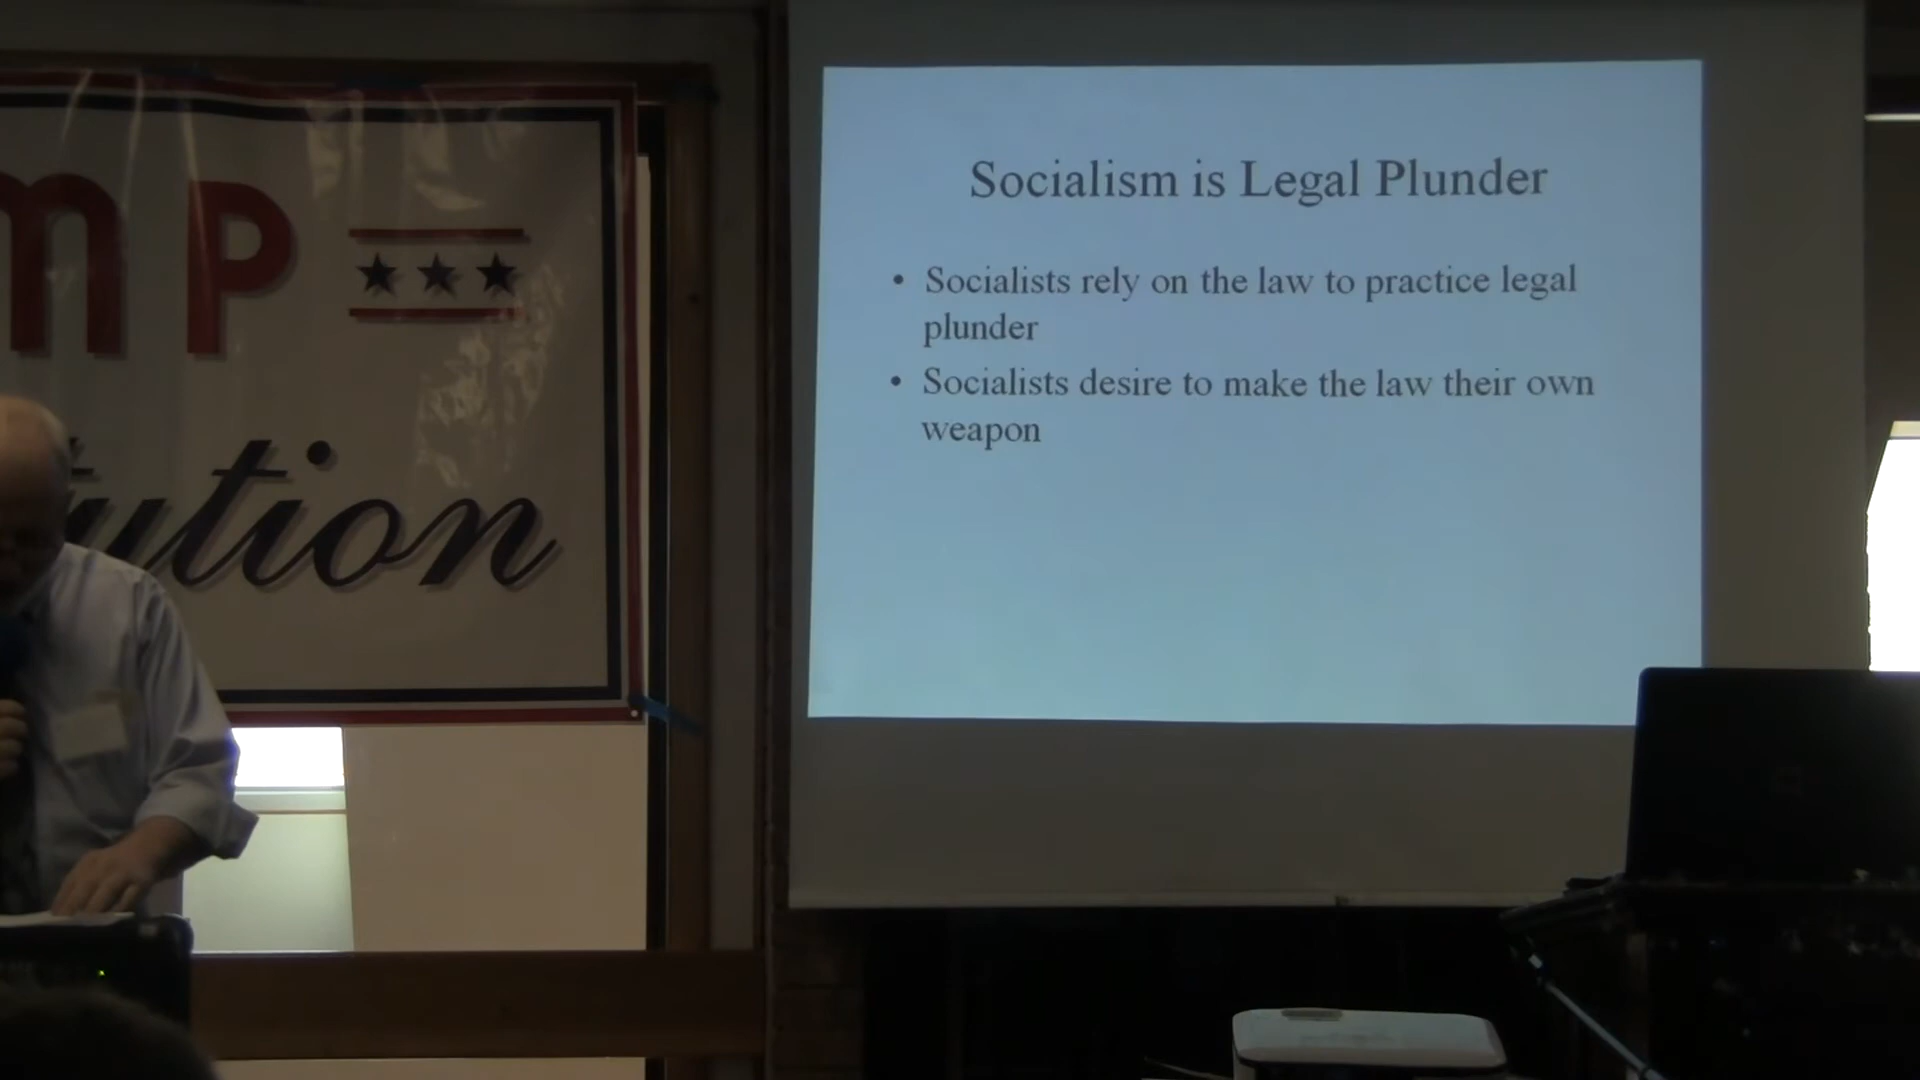 mP
ution
Socialism is Legal Plunder
• Socialists rely on the law to practice legal
plunder
• Socialists desire to make the law their own
weapon